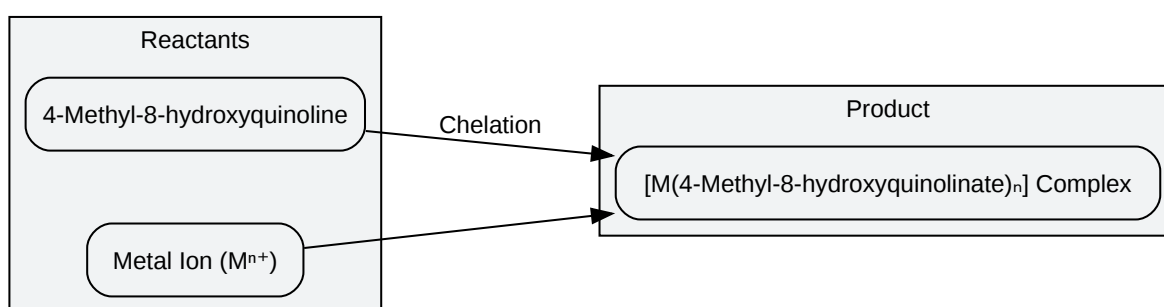 Reactants
4-Methyl-8-hydroxyquinoline
Chelation
Metal Ion (Mⁿ⁺)
Product
[M(4-Methyl-8-hydroxyquinolinate)ₙ] Complex